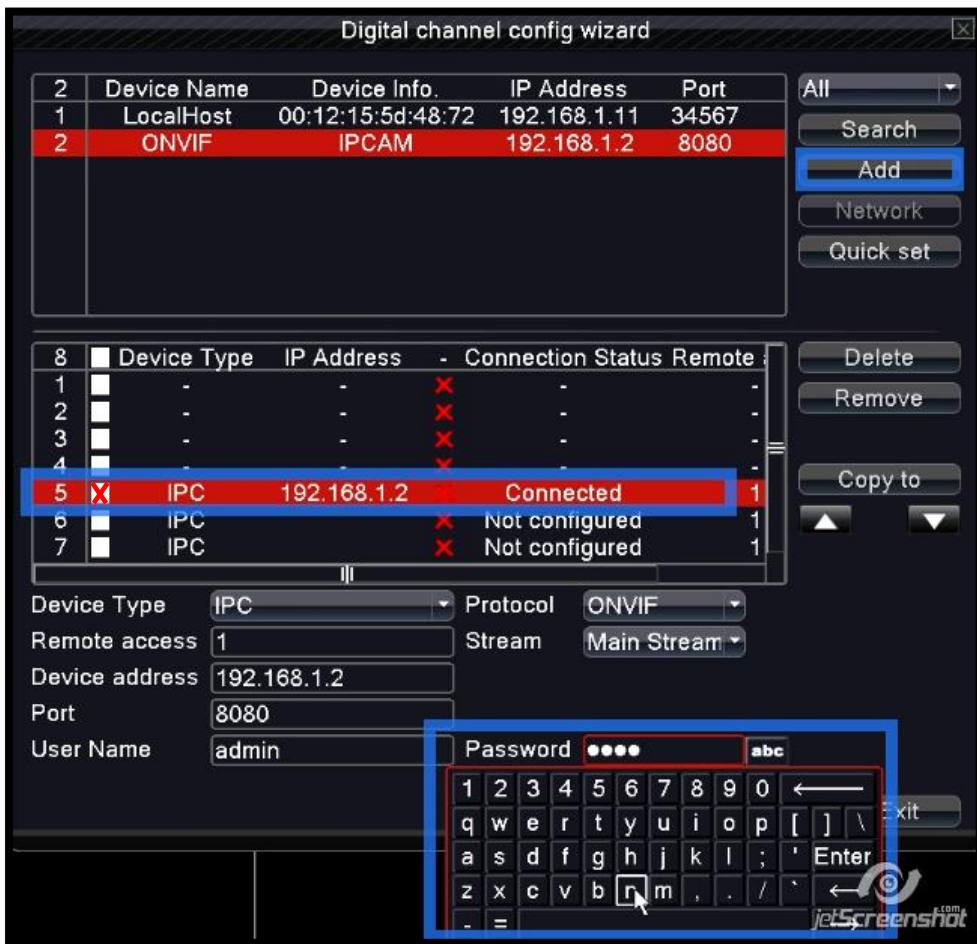 Digital channel config wizard
2 Device Name Device Info. IP Address Port
1 LocalHost 00:12:15:5d:48:72 192.168.1.11 34567
2 ONVIF IPCAM 192.168.1.2 8080
All
Search
Add
Network
Quick set
8 Device Type IP Address - Connection Status Remote
1 - - - -
2 - - - -
3 - - - -
4 - - - -
5 IPC 192.168.1.2 Connected 1
6 IPC Not configured 1
7 IPC Not configured 1
Delete
Remove
Copy to
Device Type IPC Protocol ONVIF
Remote access 1 Stream Main Stream
Device address 192.168.1.2
Port 8080
User Name admin Password •••• abc
1 2 3 4 5 6 7 8 9 0 ←
Exit
q w e r t y u i o p [ ] \
a s d f g h j k l ; ' Enter
z x c v b n m , . / ` ←
- = →
jetScreenshot.com